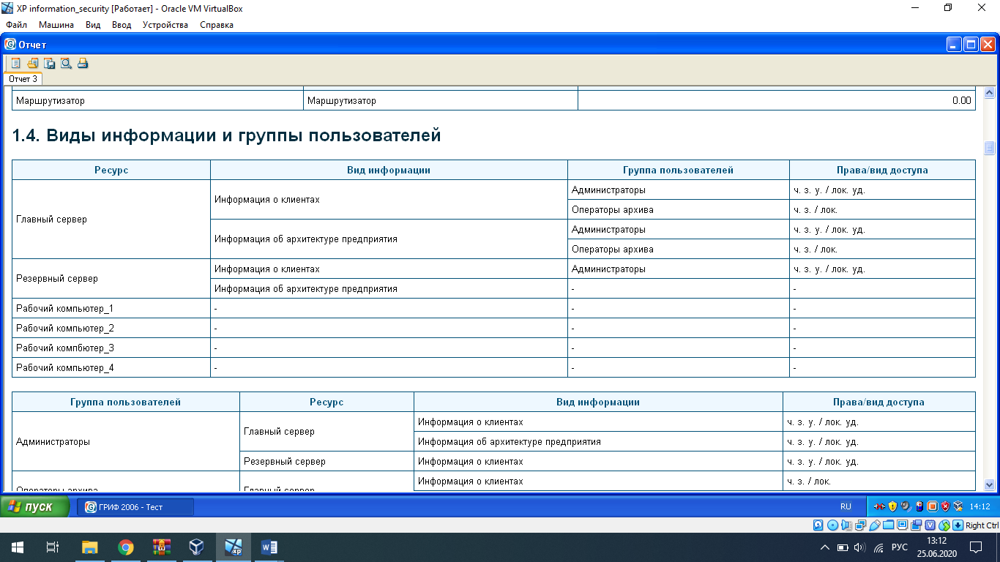 XP information_security [Работает] - Oracle VM VirtualBox
Файл Машина Вид Ввод Устройства Справка
Отчет
Отчет 3
Маршрутизатор Маршрутизатор 0.00
1.4. Виды информации и группы пользователей
Ресурс Вид информации Группа пользователей Права/вид доступа
Главный сервер Информация о клиентах Администраторы ч. з. у. / лок. уд.
Операторы архива ч. з. / лок.
Информация об архитектуре предприятия Администраторы ч. з. у. / лок. уд.
Операторы архива ч. з. / лок.
Резервный сервер Информация о клиентах Администраторы ч. з. у. / лок. уд.
Информация об архитектуре предприятия - -
Рабочий компьютер_1 - - -
Рабочий компьютер_2 - - -
Рабочий компбютер_3 - - -
Рабочий компьютер_4 - - -
Группа пользователей Ресурс Вид информации Права/вид доступа
Администраторы Главный сервер Информация о клиентах ч. з. у. / лок. уд.
Информация об архитектуре предприятия ч. з. у. / лок. уд.
Резервный сервер Информация о клиентах ч. з. у. / лок. уд.
Операторы архива Главный сервер Информация о клиентах ч. з. / лок.
пуск ГРИФ 2006 - Тест RU 14:12
Right Ctrl
РУС 13:12
25.06.2020